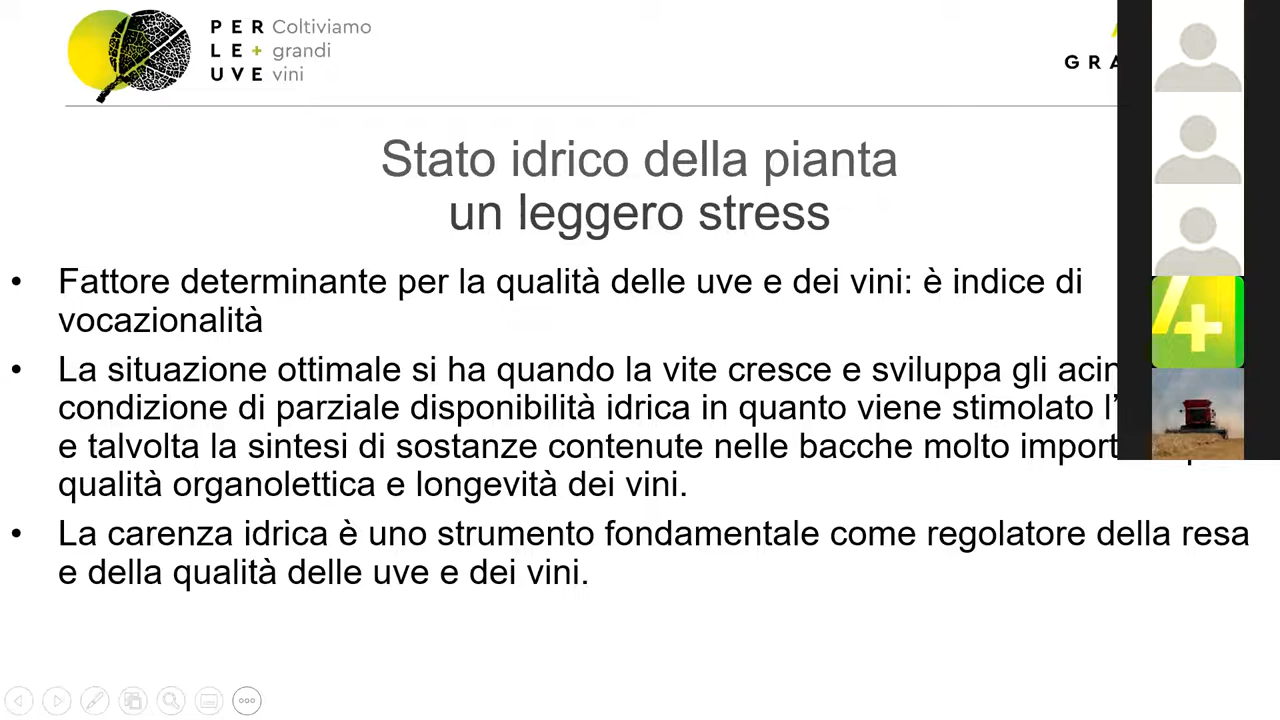 PER Coltiviamo
LE + grandi
UVE vini
Stato idrico della pianta
un leggero stress
• Fattore determinante per la qualità delle uve e dei vini: è indice di
vocazionalità
• La situazione ottimale si ha quando la vite cresce e sviluppa gli
condizione di parziale disponibilità idrica in quanto viene stimolato
e talvolta la sintesi di sostanze contenute nelle bacche molto
qualità organolettica e longevità dei vini.
• La carenza idrica è uno strumento fondamentale come regolatore della resa
e della qualità delle uve e dei vini.